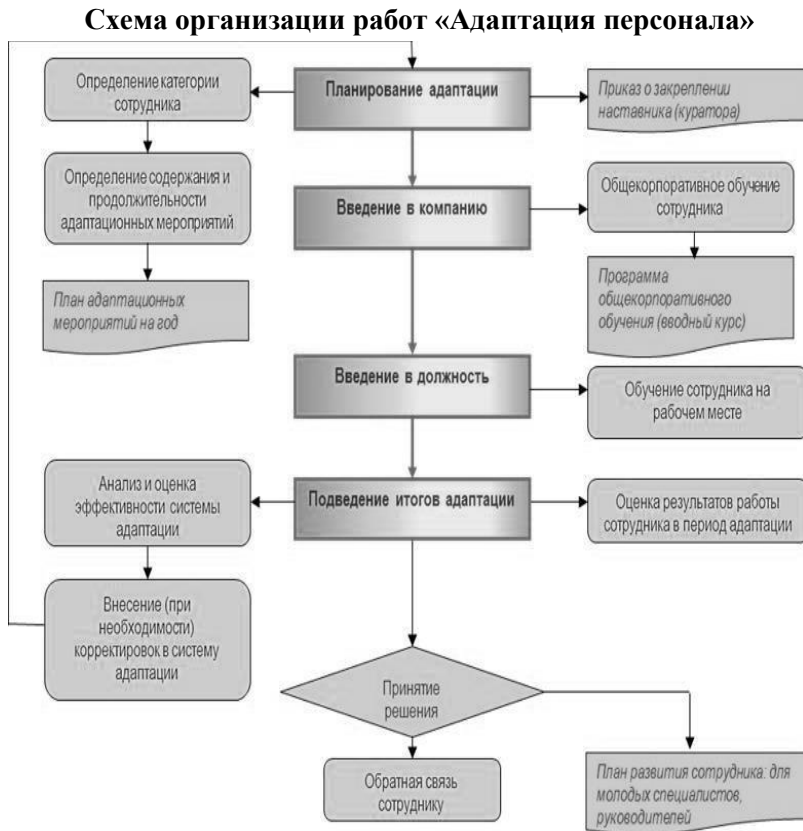 Схема организации работ «Адаптация персонала»
Определение категории
сотрудника
Планирование адаптации
Приказ о закреплении
наставника (куратора)
Определение содержания и
продолжительности
адаптационных мероприятий
Введение в компанию
Общекорпоративное обучение
сотрудника
План адаптационных
мероприятий на год
Программа
общекорпоративного
обучения (вводный курс)
Введение в должность
Обучение сотрудника на
рабочем месте
Анализ и оценка
эффективности системы
адаптации
Подведение итогов адаптации
Оценка результатов работы
сотрудника в период адаптации
Внесение (при
необходимости)
корректировок в систему
адаптации
Принятие
решения
Обратная связь
сотруднику
План развития сотрудника: для
молодых специалистов,
руководителей